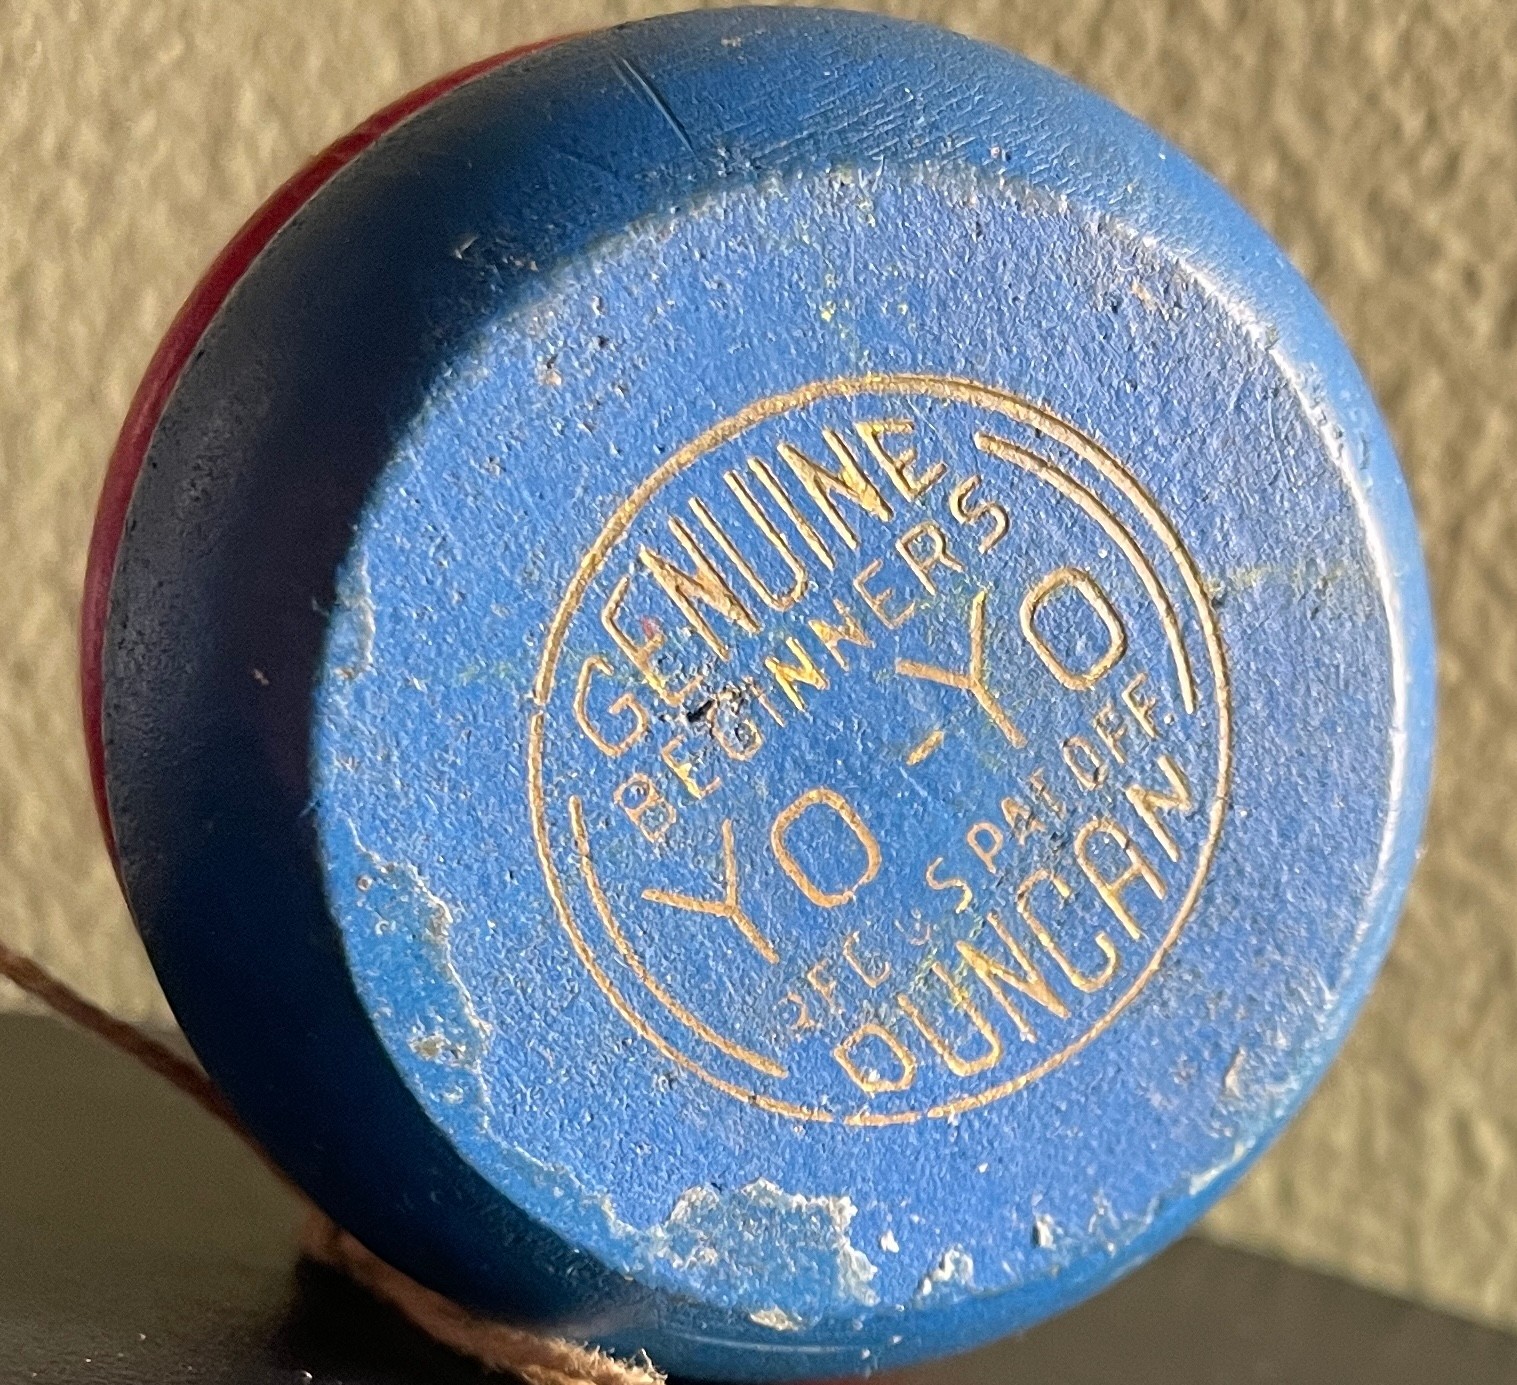 GENUINE
BEGINNERS
YO-YO
REG U S PAT OFF.
DUNCAN